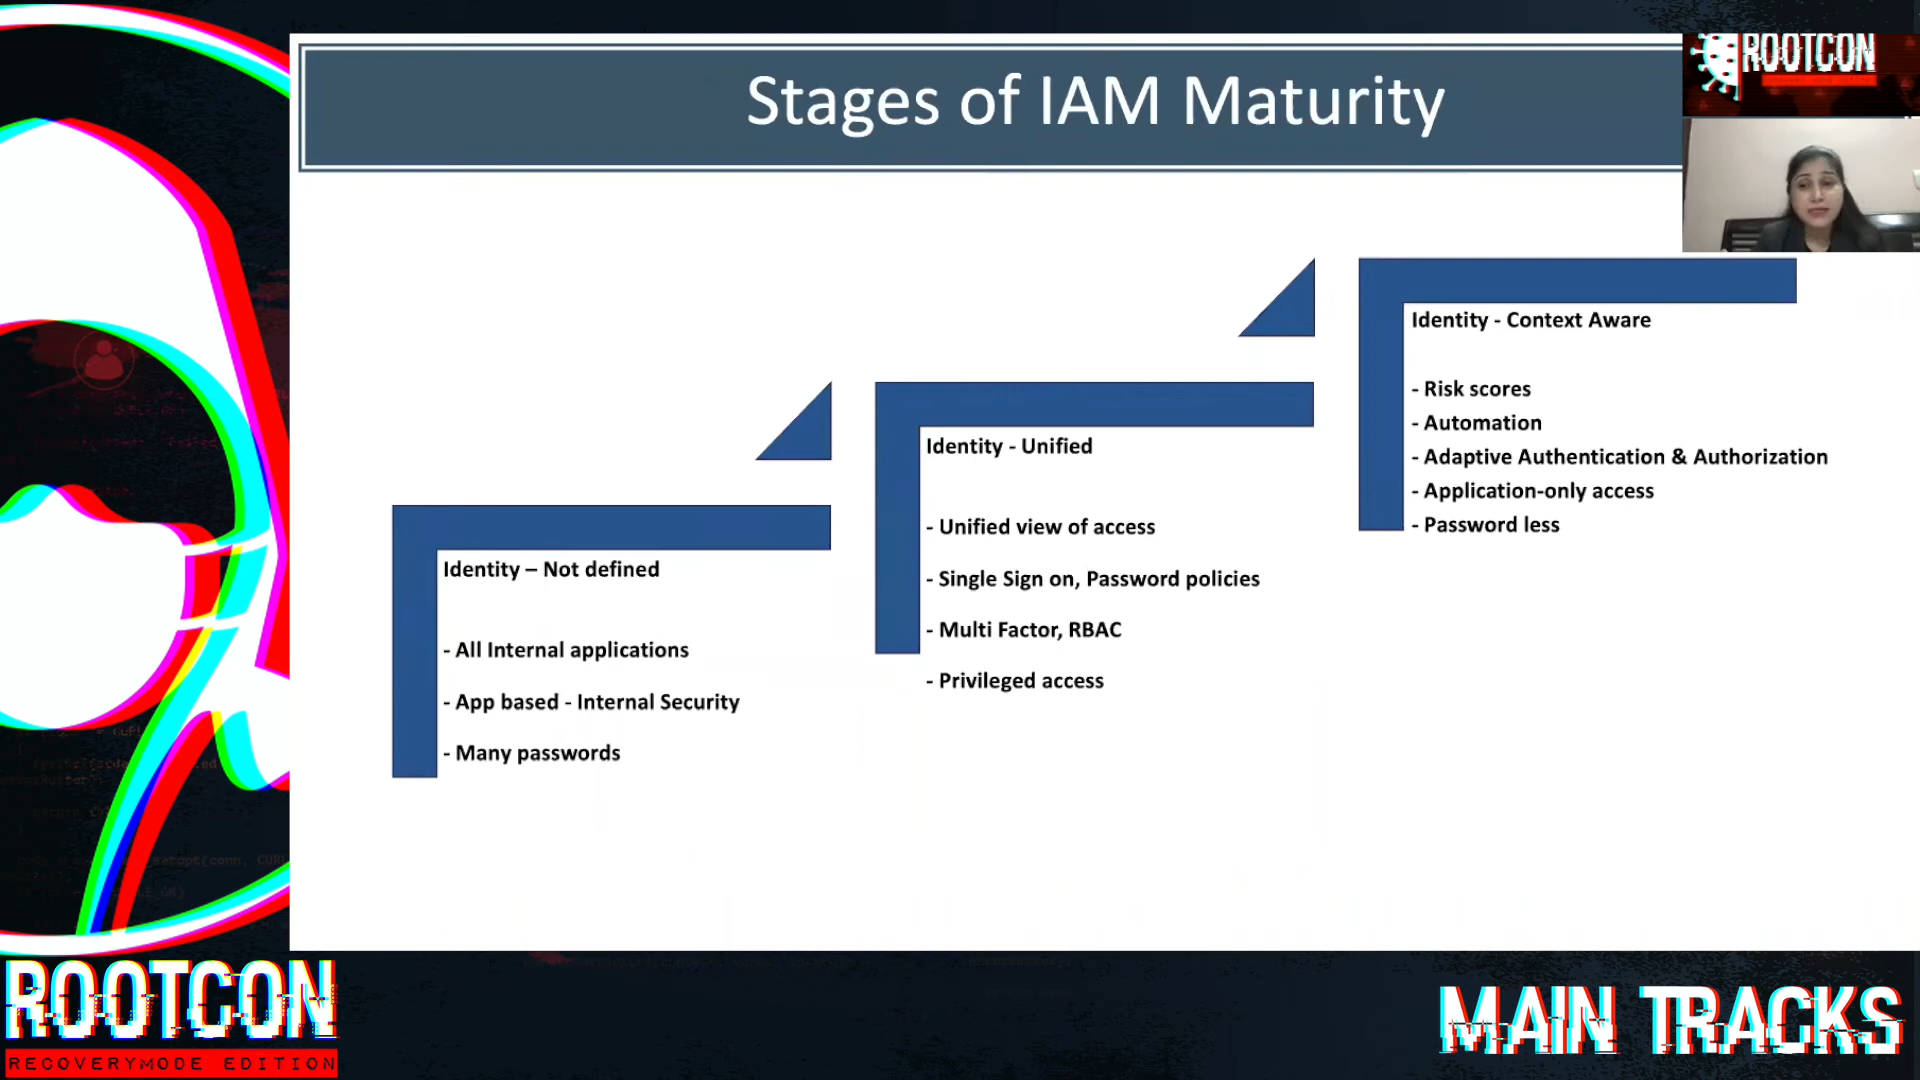 Stages of IAM Maturity
ROOTCON
Identity - Context Aware
- Risk scores
- Automation
- Adaptive Authentication & Authorization
- Application-only access
- Password less
Identity - Unified
- Unified view of access
- Single Sign on, Password policies
- Multi Factor, RBAC
- Privileged access
Identity – Not defined
- All Internal applications
- App based - Internal Security
- Many passwords
ROOTCON
RECOVERYMODE EDITION
MAIN TRACKS